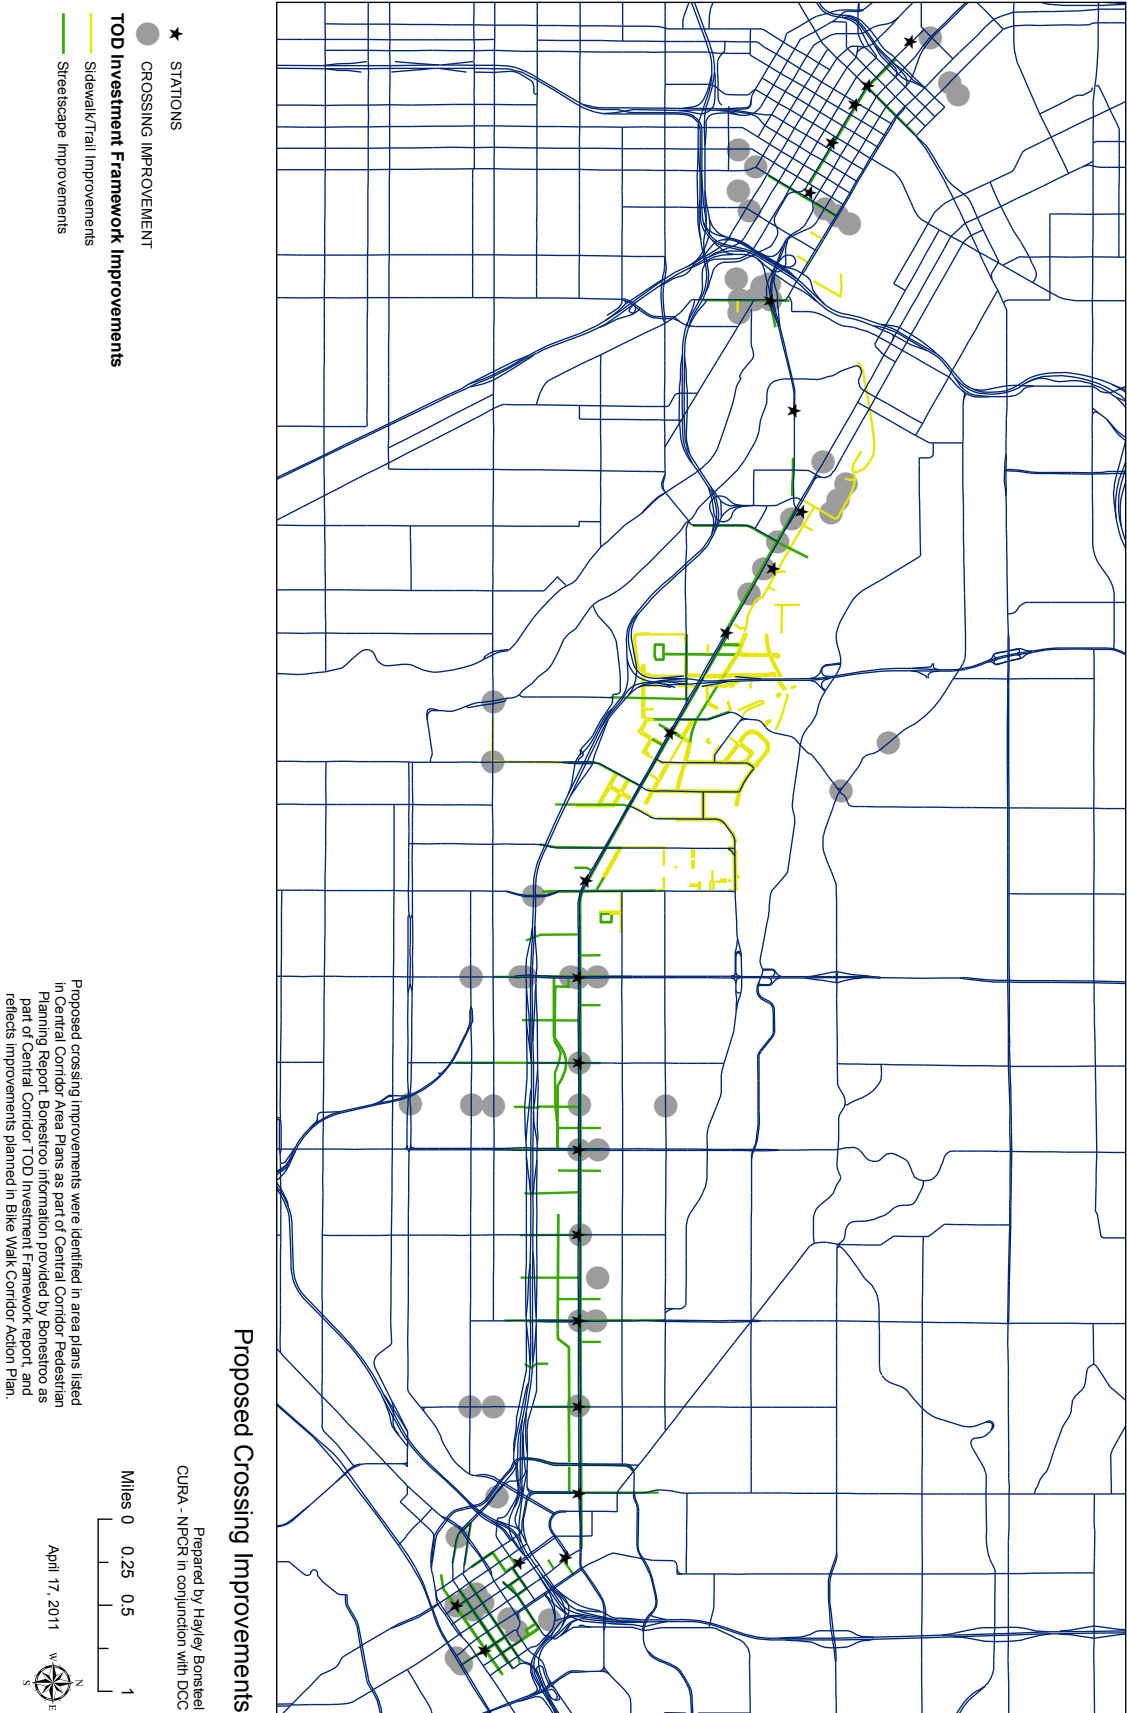 Proposed Crossing Improvements
Prepared by Hayley Bonsteel
CURA - NPCR in conjunction with DCC
Miles 0 0.25 0.5 1
April 17, 2011
N
W E
S
STATIONS
CROSSING IMPROVEMENT
TOD Investment Framework Improvements
Sidewalk/Trail Improvements
Streetscape Improvements
Proposed crossing improvements were identified in area plans listed
in Central Corridor Area Plans as part of Central Corridor Pedestrian
Planning Report. Bonestroo information provided by Bonestroo as
part of Central Corridor TOD Investment Framework report, and
reflects improvements planned in Bike Walk Corridor Action Plan.